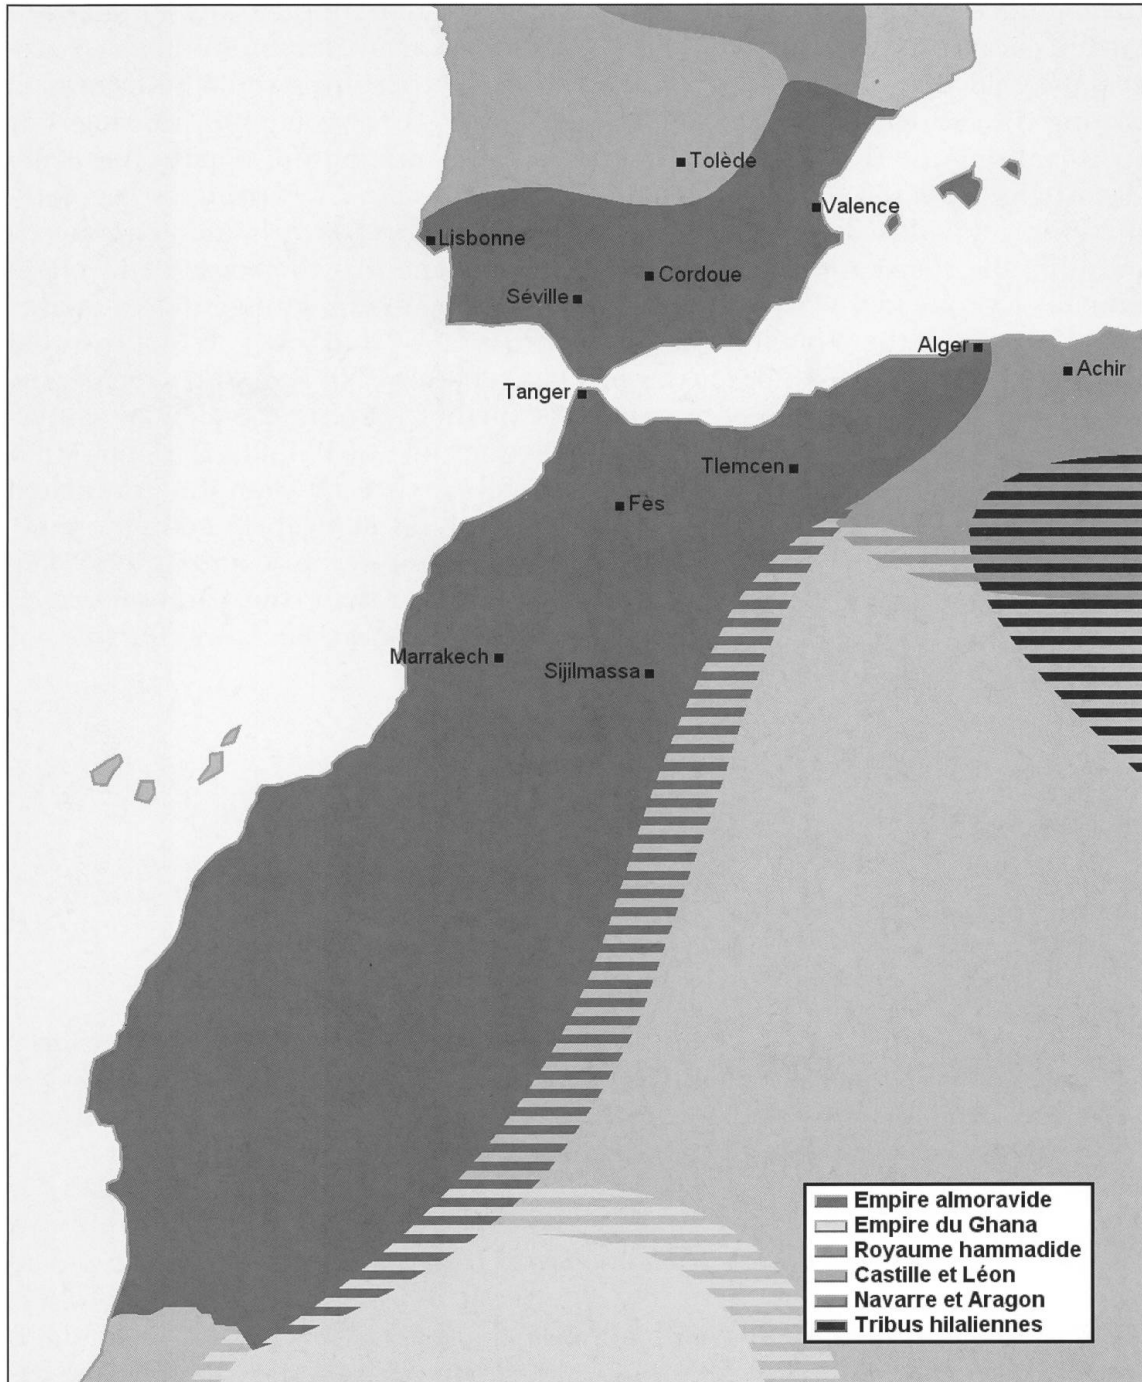 Tolède
Valence
Lisbonne
Cordoue
Séville
Alger
Achir
Tanger
Tlemcen
Fès
Marrakech
Sijilmassa
Empire almoravide
Empire du Ghana
Royaume hammadide
Castille et Léon
Navarre et Aragon
Tribus hilaliennes